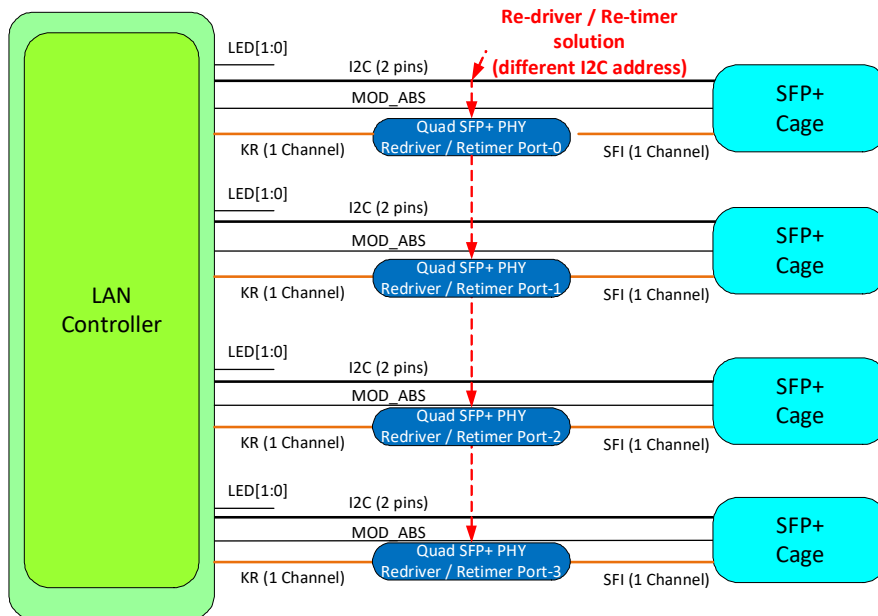 Re-driver / Re-timer
solution
(different I2C address)
LED[1:0]
I2C (2 pins)
MOD_ABS
Quad SFP+ PHY
Redriver / Retimer Port-0
KR (1 Channel)
SFI (1 Channel)
SFP+
Cage
LED[1:0]
I2C (2 pins)
MOD_ABS
Quad SFP+ PHY
Redriver / Retimer Port-1
KR (1 Channel)
SFI (1 Channel)
SFP+
Cage
LAN
Controller
LED[1:0]
I2C (2 pins)
MOD_ABS
Quad SFP+ PHY
Redriver / Retimer Port-2
KR (1 Channel)
SFI (1 Channel)
SFP+
Cage
LED[1:0]
I2C (2 pins)
MOD_ABS
Quad SFP+ PHY
Redriver / Retimer Port-3
KR (1 Channel)
SFI (1 Channel)
SFP+
Cage